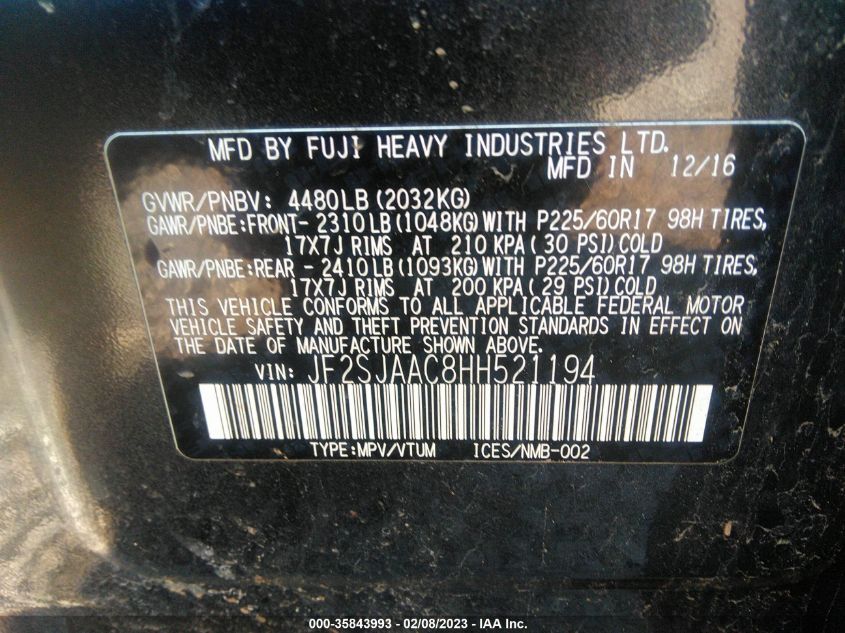 MFD BY FUJI HEAVY INDUSTRIES LTD.
MFD IN 12/16
GVWR/PNBV: 4480LB (2032KG)
GAWR/PNBE:FRONT- 2310LB (1048KG) WITH P225/60R17 98H TIRES,
17X7J RIMS AT 210 KPA ( 30 PSI) COLD
GAWR/PNBE:REAR - 2410LB (1093KG) WITH P225/60R17 98H TIRES,
17X7J RIMS AT 200 KPA (29 PSI) COLD
THIS VEHICLE CONFORMS TO ALL APPLICABLE FEDERAL MOTOR
VEHICLE SAFETY AND THEFT PREVENTION STANDARDS IN EFFECT ON
THE DATE OF MANUFACTURE SHOWN ABOVE.
VIN: JF2SJAAC8HH521194
TYPE:MPV/VTUM ICES/NMB-002
000-35843993 - 02/08/2023 - IAA Inc.